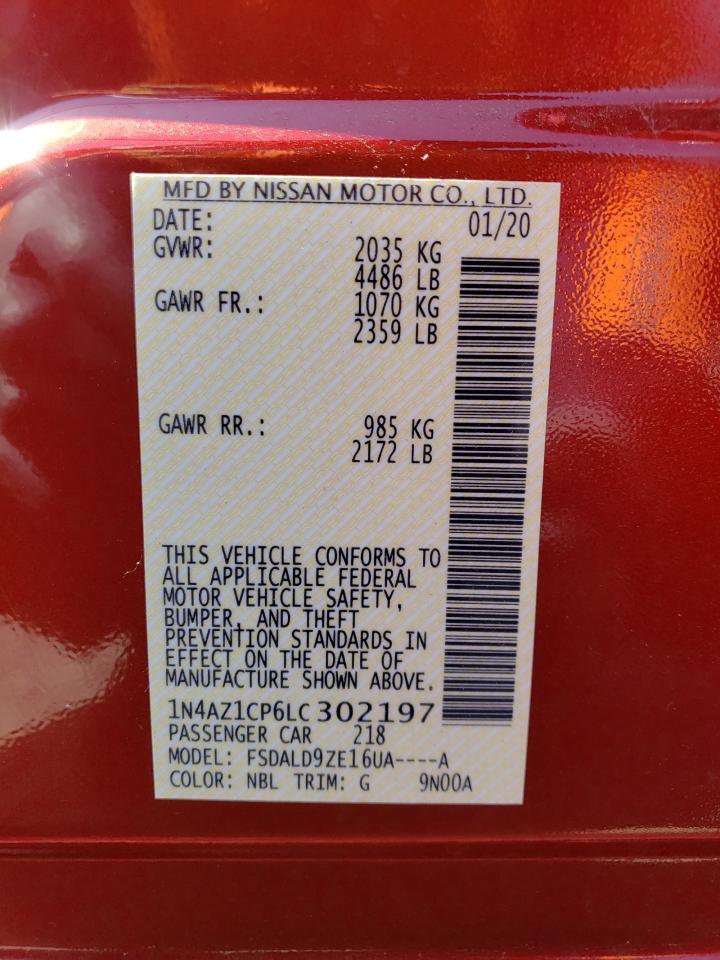 MFD BY NISSAN MOTOR CO., LTD.
DATE: 01/20
GVWR: 2035 KG
4486 LB
GAWR FR.: 1070 KG
2359 LB
GAWR RR.: 985 KG
2172 LB
THIS VEHICLE CONFORMS TO
ALL APPLICABLE FEDERAL
MOTOR VEHICLE SAFETY,
BUMPER, AND THEFT
PREVENTION STANDARDS IN
EFFECT ON THE DATE OF
MANUFACTURE SHOWN ABOVE.
1N4AZ1CP6LC302197
PASSENGER CAR 218
MODEL: FSDALD9ZE16UA----A
COLOR: NBL TRIM: G 9N00A